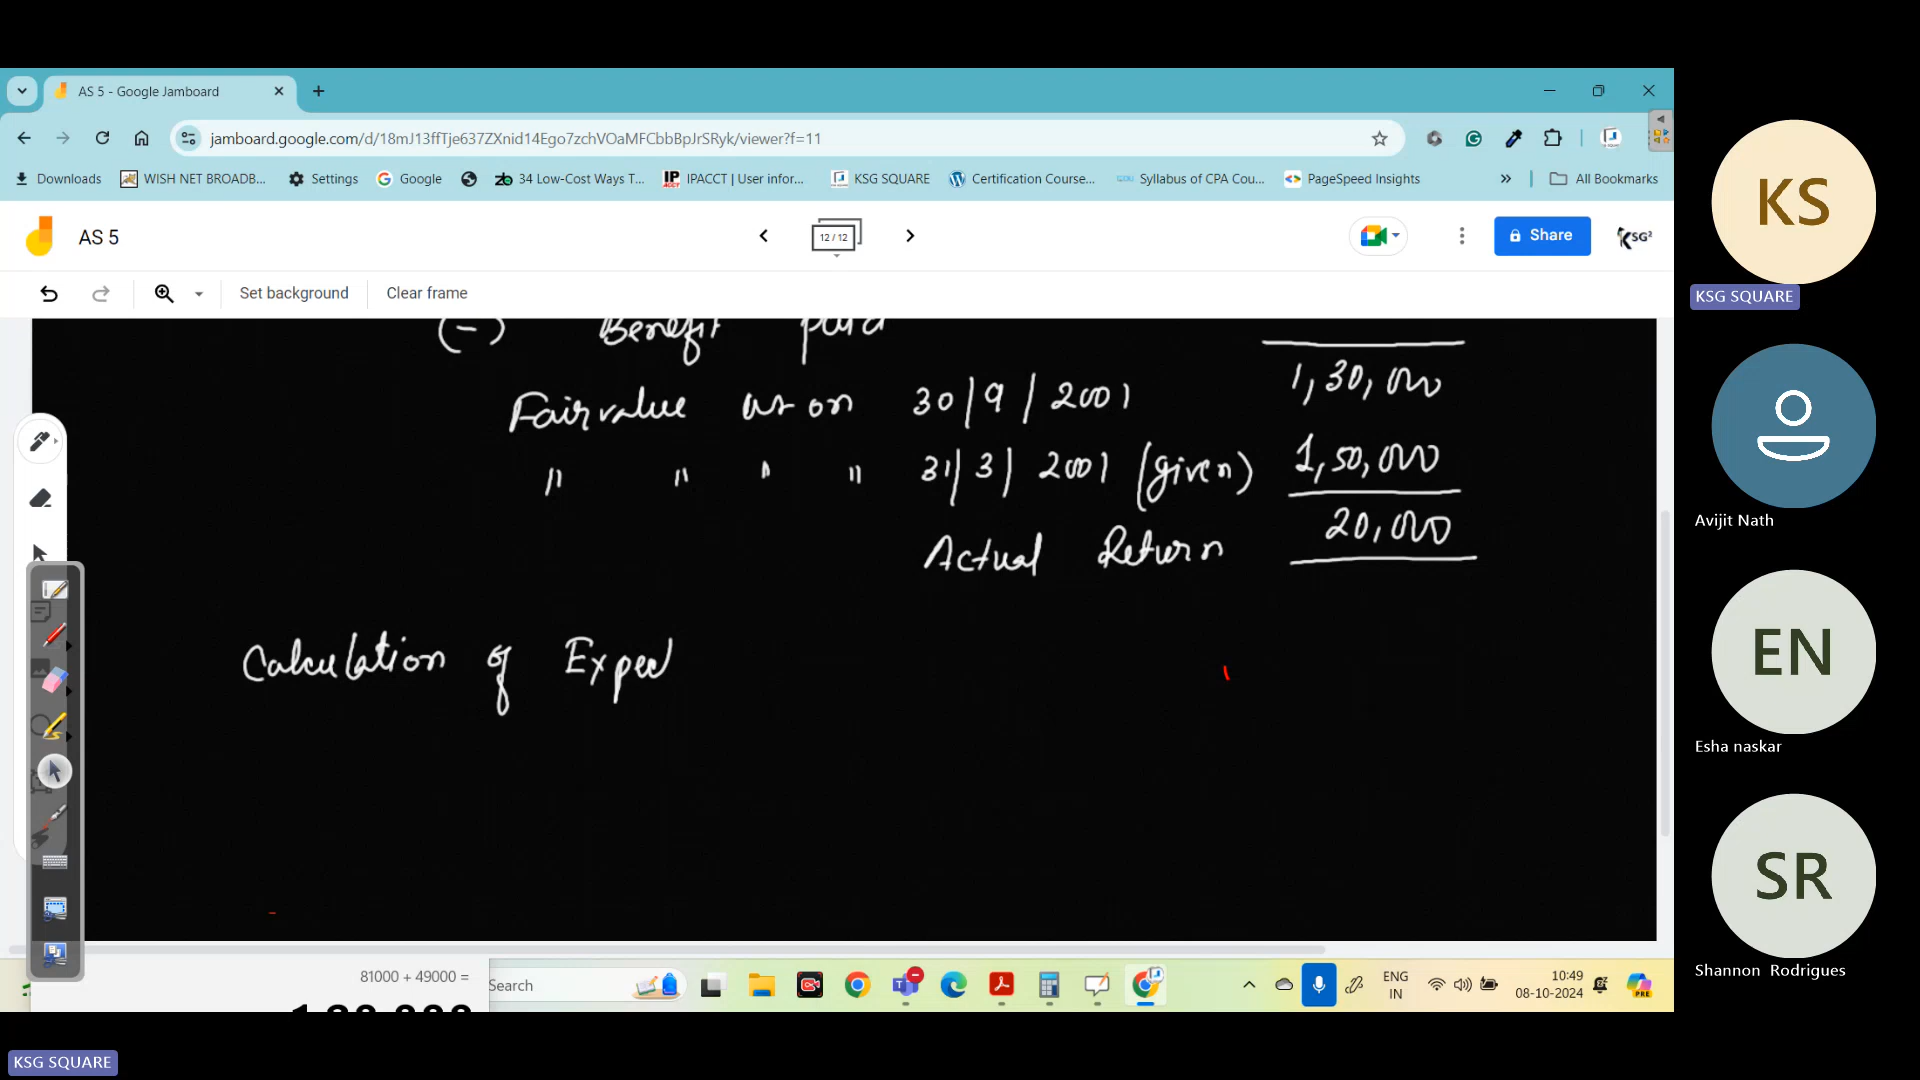 AS 5 - Google Jamboard
jamboard.google.com/d/18mJ13ffTje637ZXnid14Ego7zchVOaMFCbbBpJrSRyk/viewer?f=11
Downloads WISH NET BROADB... Settings Google 34 Low-Cost Ways T... IPACCT | User infor... KSG SQUARE Certification Course... Syllabus of CPA Cou... PageSpeed Insights » All Bookmarks
AS 5
12 / 12
Share
KSG²
Set background Clear frame
(-) Benefit paid
1,30,000
Fair value as on 30/9/2001
" " " " 31/3/2001 (given) 1,50,000
Actual Return 20,000
Calculation of Exped
81000 + 49000 =
Search
ENG
IN
10:49
08-10-2024
KS
KSG SQUARE
Avijit Nath
EN
Esha naskar
SR
Shannon Rodrigues
KSG SQUARE